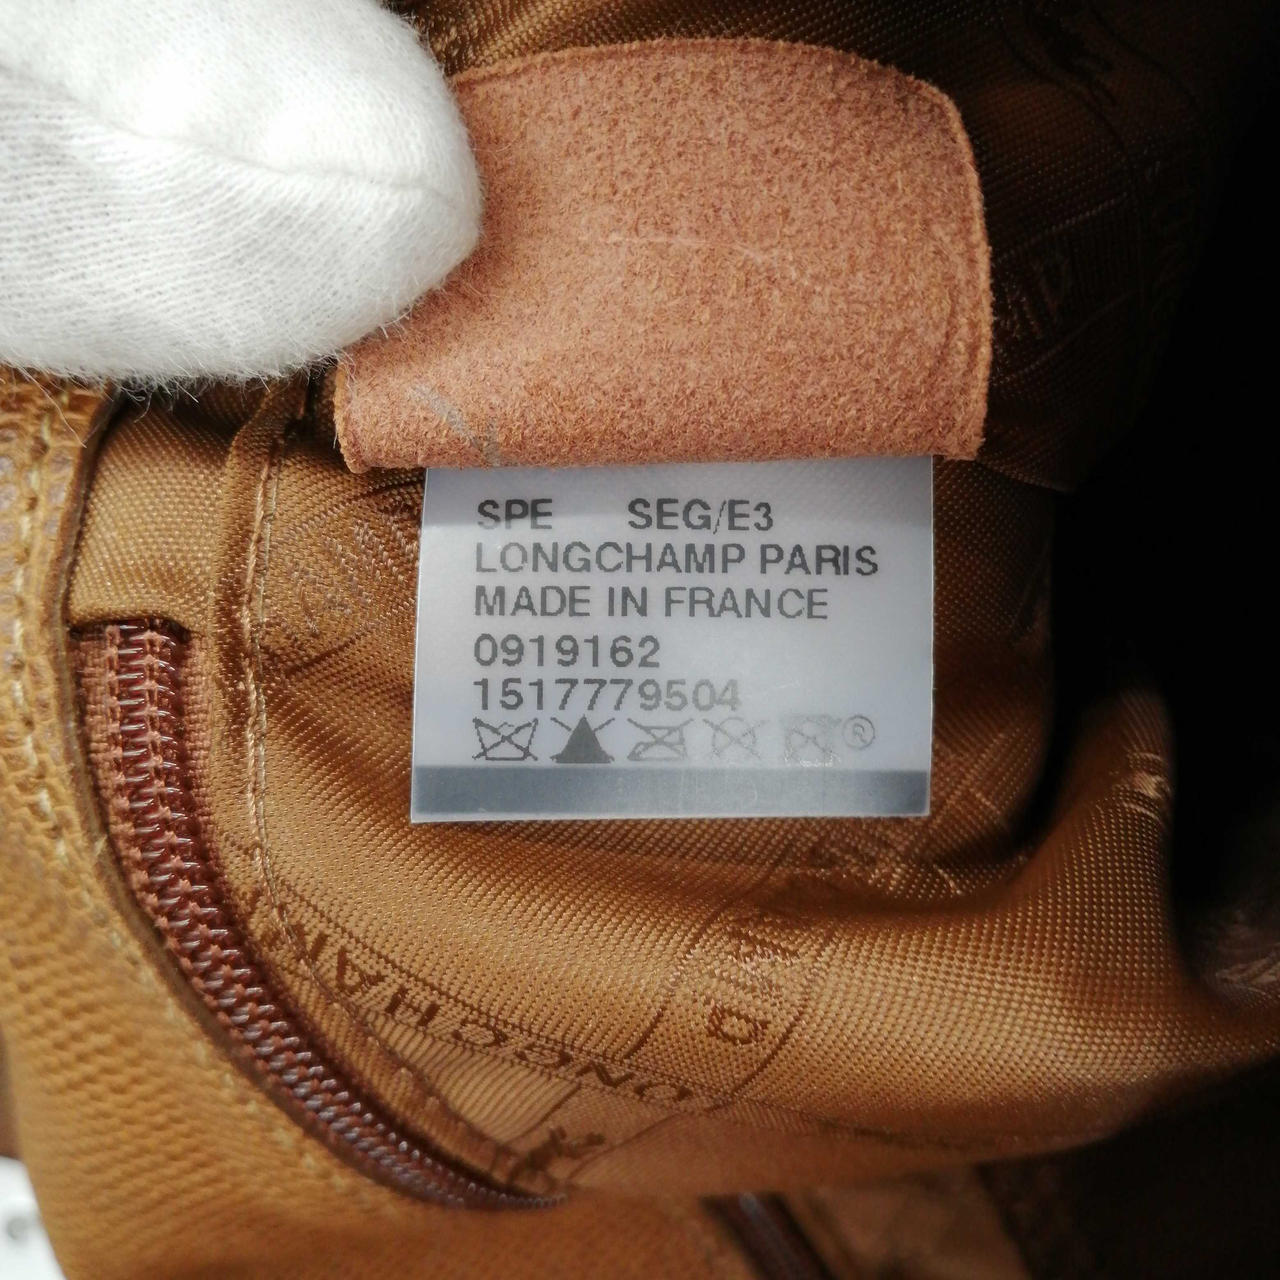 SPE SEG/E3
LONGCHAMP PARIS
MADE IN FRANCE
0919162
1517779504
®